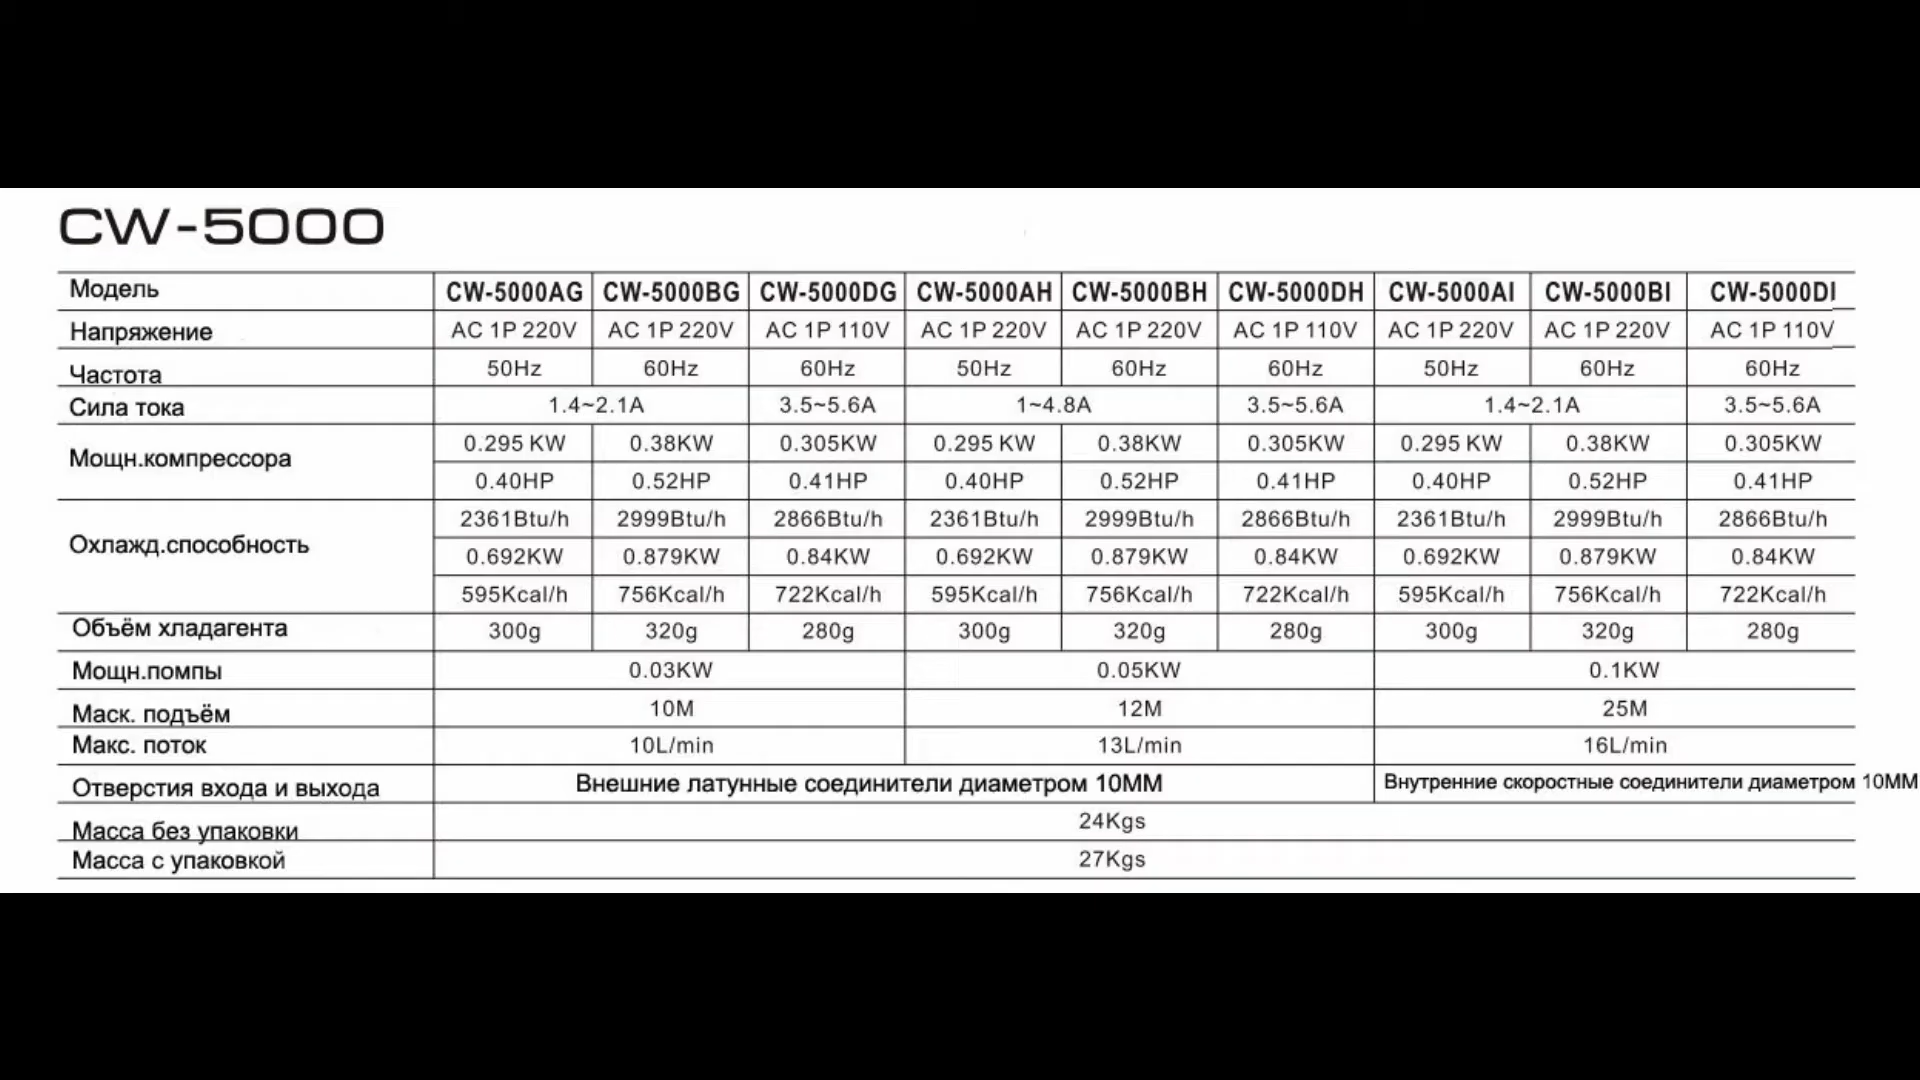 CW-5000
Модель CW-5000AG CW-5000BG CW-5000DG CW-5000AH CW-5000BH CW-5000DH CW-5000AI CW-5000BI CW-5000DI
Напряжение AC 1P 220V AC 1P 220V AC 1P 110V AC 1P 220V AC 1P 220V AC 1P 110V AC 1P 220V AC 1P 220V AC 1P 110V
Частота 50Hz 60Hz 60Hz 50Hz 60Hz 60Hz 50Hz 60Hz 60Hz
Сила тока 1.4~2.1A 3.5~5.6A 1~4.8A 3.5~5.6A 1.4~2.1A 3.5~5.6A
Мощн.компрессора 0.295 KW 0.38KW 0.305KW 0.295 KW 0.38KW 0.305KW 0.295 KW 0.38KW 0.305KW
0.40HP 0.52HP 0.41HP 0.40HP 0.52HP 0.41HP 0.40HP 0.52HP 0.41HP
Охлажд.способность 2361Btu/h 2999Btu/h 2866Btu/h 2361Btu/h 2999Btu/h 2866Btu/h 2361Btu/h 2999Btu/h 2866Btu/h
0.692KW 0.879KW 0.84KW 0.692KW 0.879KW 0.84KW 0.692KW 0.879KW 0.84KW
595Kcal/h 756Kcal/h 722Kcal/h 595Kcal/h 756Kcal/h 722Kcal/h 595Kcal/h 756Kcal/h 722Kcal/h
Объём хладагента 300g 320g 280g 300g 320g 280g 300g 320g 280g
Мощн.помпы 0.03KW 0.05KW 0.1KW
Маск. подъём 10M 12M 25M
Макс. поток 10L/min 13L/min 16L/min
Отверстия входа и выхода Внешние латунные соединители диаметром 10ММ Внутренние скоростные соединители диаметром 10ММ
Масса без упаковки 24Kgs
Масса с упаковкой 27Kgs